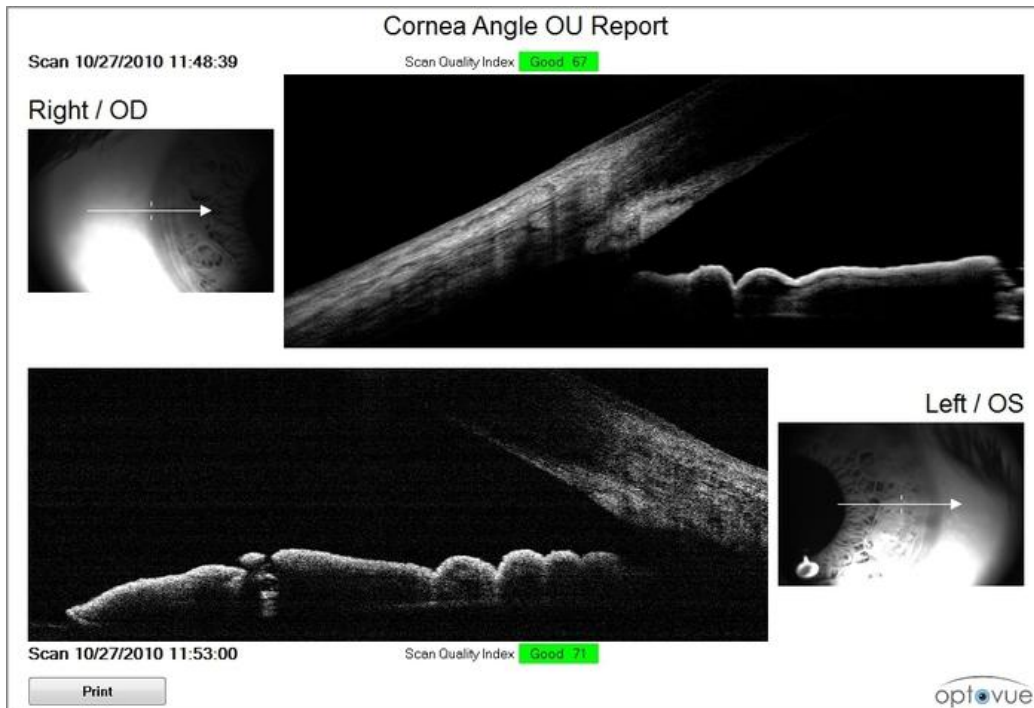 Cornea Angle OU Report
Scan 10/27/2010 11:48:39
Scan Quality Index Good 67
Right / OD
Left / OS
Scan 10/27/2010 11:53:00
Scan Quality Index Good 71
Print
optovue